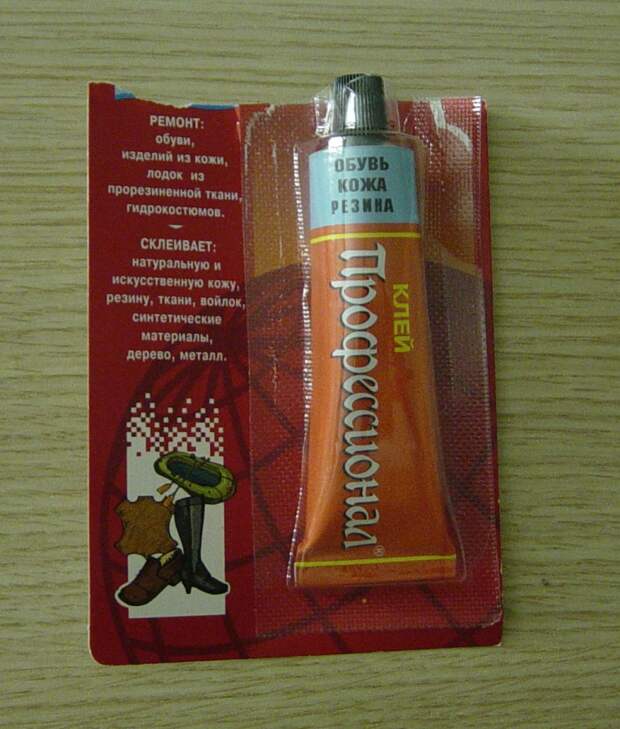 РЕМОНТ:
обуви,
изделий из кожи,
лодок из
прорезиненной ткани,
гидрокостюмов.
СКЛЕИВАЕТ:
натуральную и
искусственную кожу,
резину, ткани, войлок,
синтетические
материалы,
дерево, металл.
ОБУВЬ
КОЖА
РЕЗИНА
КЛЕЙ
Профессионал®